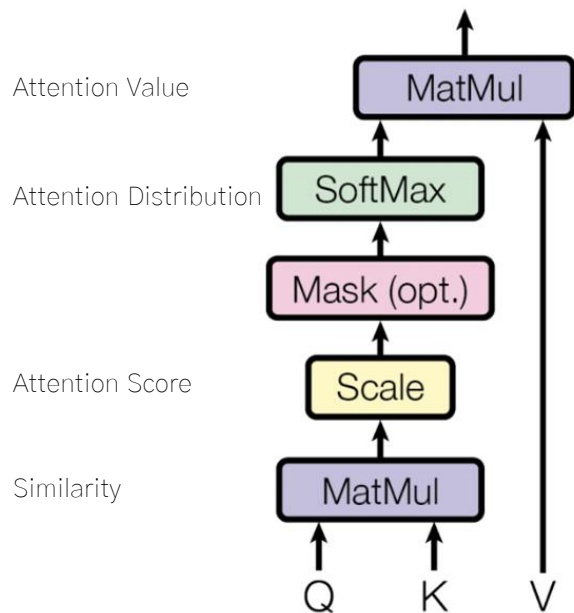 Attention Value
MatMul
Attention Distribution
SoftMax
Mask (opt.)
Attention Score
Scale
Similarity
MatMul
Q K V